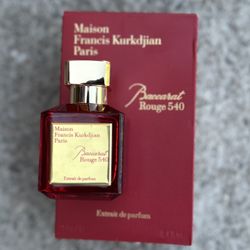 Maison
Francis Kurkdjian
Paris
Baccarat
Rouge 540
Maison
Francis Kurkdjian
Paris
Baccarat
Rouge 540
Extrait de parfum
Extrait de parfum